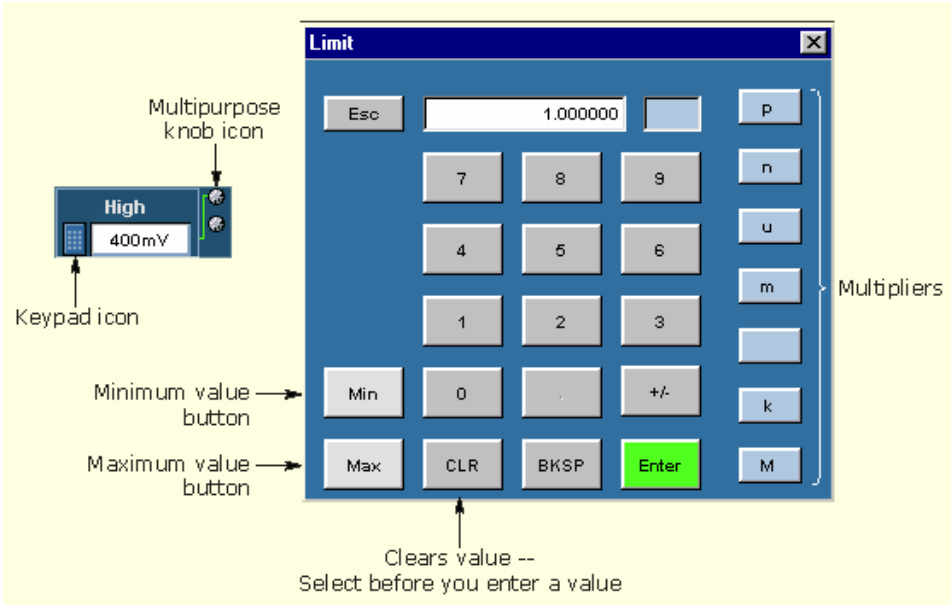 Limit
Multipurpose
knob icon
Esc
1.000000
p
7
8
9
n
High
400mV
4
5
6
u
Keypad icon
1
2
3
m
Multipliers
Minimum value
button
Min
0
.
+/-
k
Maximum value
button
Max
CLR
BKSP
Enter
M
Clears value --
Select before you enter a value